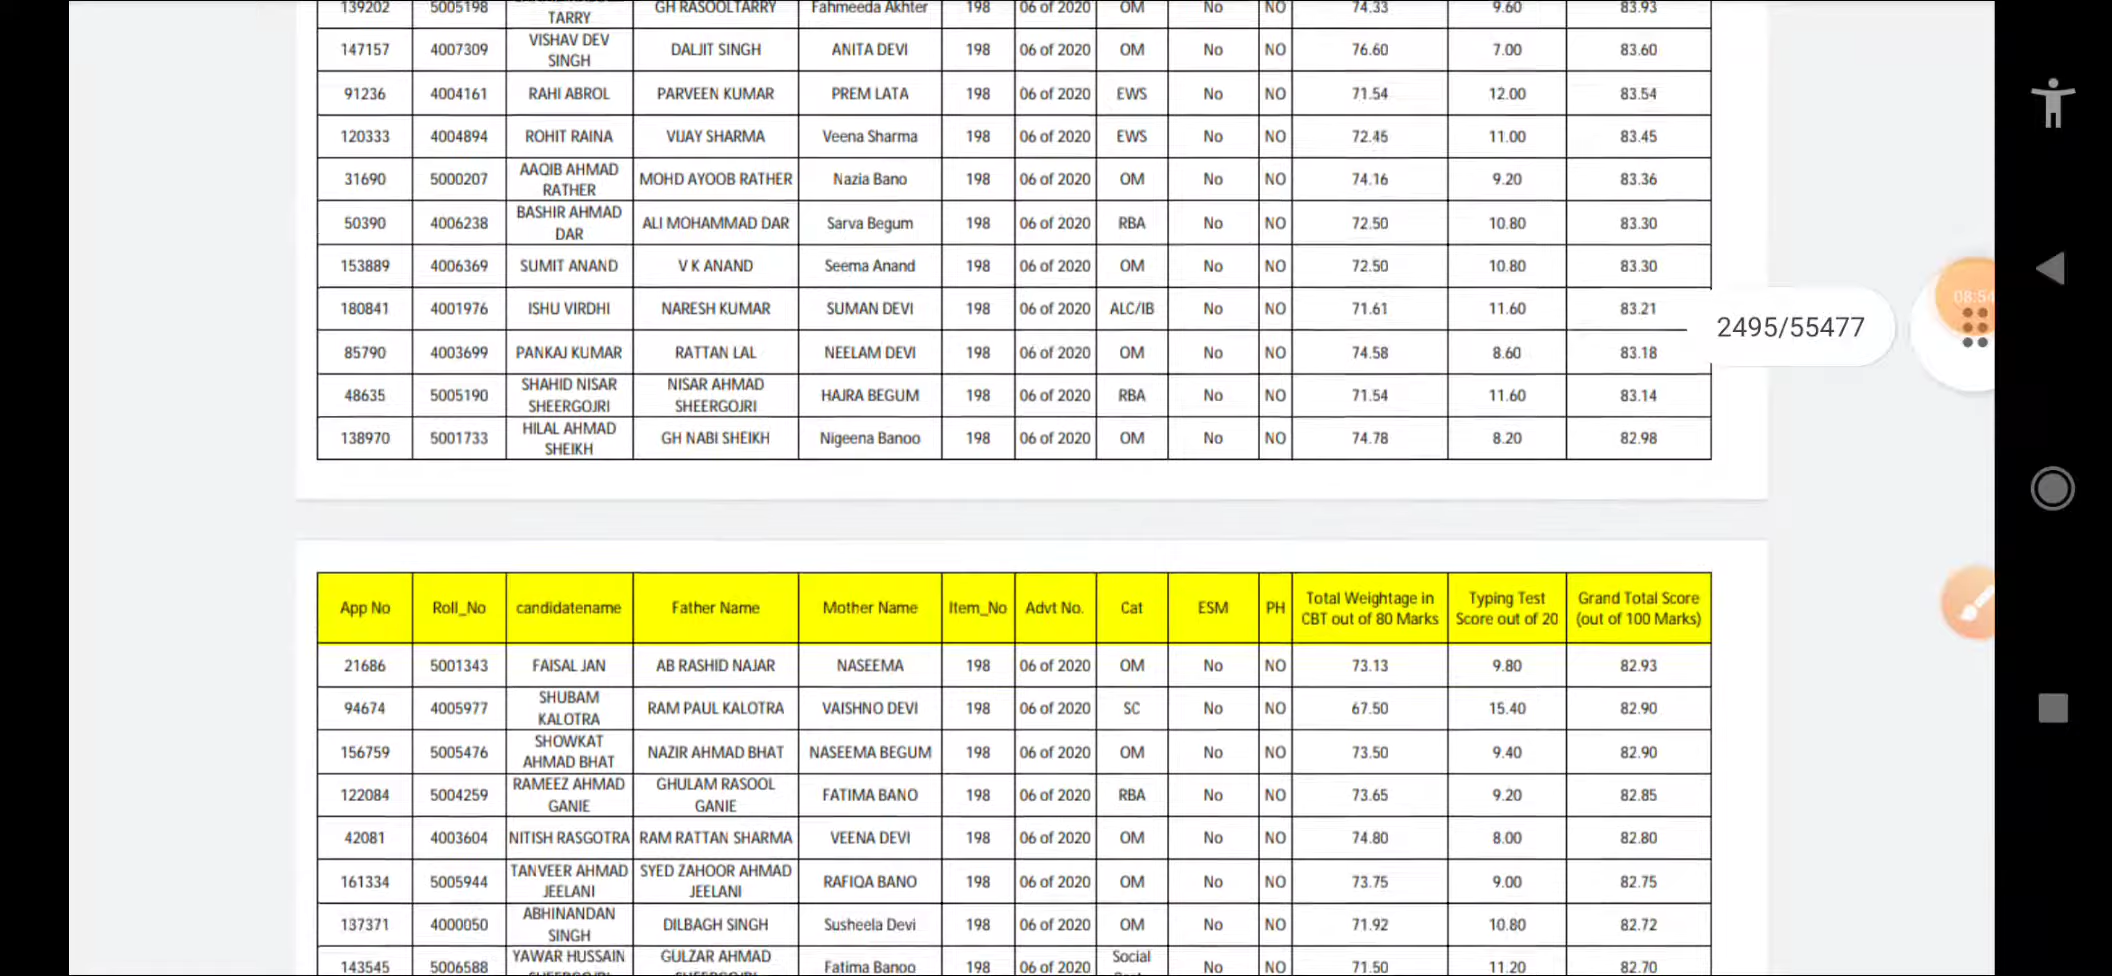 139202 5005198 TARRY GH RASOOLTARRY Fahmeeda Akhter 198 06 of 2020 OM No NO 74.33 9.60 83.93
147157 4007309 VISHAV DEV SINGH DALJIT SINGH ANITA DEVI 198 06 of 2020 OM No NO 76.60 7.00 83.60
91236 4004161 RAHI ABROL PARVEEN KUMAR PREM LATA 198 06 of 2020 EWS No NO 71.54 12.00 83.54
120333 4004894 ROHIT RAINA VIJAY SHARMA Veena Sharma 198 06 of 2020 EWS No NO 72.45 11.00 83.45
31690 5000207 AAQIB AHMAD RATHER MOHD AYOOB RATHER Nazia Bano 198 06 of 2020 OM No NO 74.16 9.20 83.36
50390 4006238 BASHIR AHMAD DAR ALI MOHAMMAD DAR Sarva Begum 198 06 of 2020 RBA No NO 72.50 10.80 83.30
153889 4006369 SUMIT ANAND V K ANAND Seema Anand 198 06 of 2020 OM No NO 72.50 10.80 83.30
180841 4001976 ISHU VIRDHI NARESH KUMAR SUMAN DEVI 198 06 of 2020 ALC/IB No NO 71.61 11.60 83.21
08:54
2495/55477
85790 4003699 PANKAJ KUMAR RATTAN LAL NEELAM DEVI 198 06 of 2020 OM No NO 74.58 8.60 83.18
48635 5005190 SHAHID NISAR SHEERGOJRI NISAR AHMAD SHEERGOJRI HAJRA BEGUM 198 06 of 2020 RBA No NO 71.54 11.60 83.14
138970 5001733 HILAL AHMAD SHEIKH GH NABI SHEIKH Nigeena Banoo 198 06 of 2020 OM No NO 74.78 8.20 82.98
App No Roll_No candidatename Father Name Mother Name Item_No Advt No. Cat ESM PH Total Weightage in CBT out of 80 Marks Typing Test Score out of 20 Grand Total Score (out of 100 Marks)
21686 5001343 FAISAL JAN AB RASHID NAJAR NASEEMA 198 06 of 2020 OM No NO 73.13 9.80 82.93
94674 4005977 SHUBAM KALOTRA RAM PAUL KALOTRA VAISHNO DEVI 198 06 of 2020 SC No NO 67.50 15.40 82.90
156759 5005476 SHOWKAT AHMAD BHAT NAZIR AHMAD BHAT NASEEMA BEGUM 198 06 of 2020 OM No NO 73.50 9.40 82.90
122084 5004259 RAMEEZ AHMAD GANIE GHULAM RASOOL GANIE FATIMA BANO 198 06 of 2020 RBA No NO 73.65 9.20 82.85
42081 4003604 NITISH RASGOTRA RAM RATTAN SHARMA VEENA DEVI 198 06 of 2020 OM No NO 74.80 8.00 82.80
161334 5005944 TANVEER AHMAD JEELANI SYED ZAHOOR AHMAD JEELANI RAFIQA BANO 198 06 of 2020 OM No NO 73.75 9.00 82.75
137371 4000050 ABHINANDAN SINGH DILBAGH SINGH Susheela Devi 198 06 of 2020 OM No NO 71.92 10.80 82.72
143545 5006588 YAWAR HUSSAIN GULZAR AHMAD Fatima Banoo 198 06 of 2020 Social No NO 71.50 11.20 82.70